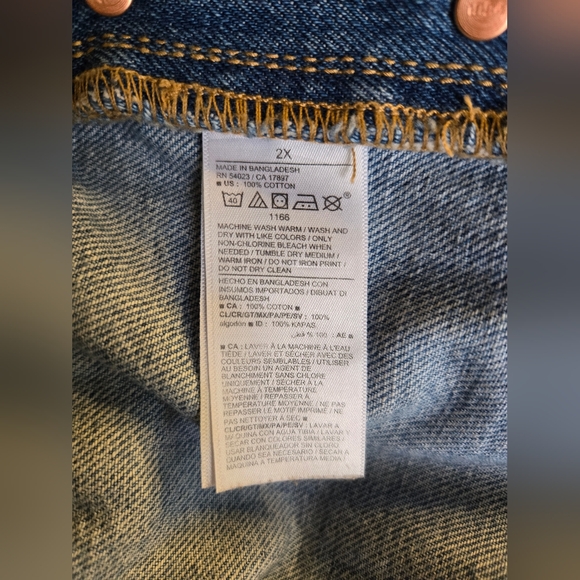 2X
MADE IN BANGLADESH
RN 54023 / CA 17897
■ US : 100% COTTON
40
1166
MACHINE WASH WARM / WASH AND
DRY WITH LIKE COLORS / ONLY
NON-CHLORINE BLEACH WHEN
NEEDED / TUMBLE DRY MEDIUM /
WARM IRON / DO NOT IRON PRINT /
DO NOT DRY CLEAN
HECHO EN BANGLADESH CON
INSUMOS IMPORTADOS / DIBUAT DI
BANGLADESH
■ CA : 100% COTON ■
CL/CR/GT/MX/PA/PE/SV : 100%
algodón ■ ID : 100% KAPAS
: AE ■
■ CA : LAVER À LA MACHINE À L'EAU
TIÈDE / LAVER ET SÉCHER AVEC DES
COULEURS SEMBLABLES / UTILISER
AU BESOIN UN AGENT DE
BLANCHIMENT SANS CHLORE
UNIQUEMENT / SÉCHER À LA
MACHINE À TEMPÉRATURE
MOYENNE / REPASSER À
TEMPÉRATURE MOYENNE / NE PAS
REPASSER LE MOTIF IMPRIMÉ / NE
PAS NETTOYER À SEC ■
CL/CR/GT/MX/PA/PE/SV : LAVAR A
MÁQUINA CON AGUA TIBIA / LAVAR Y
SECAR CON COLORES SIMILARES /
USAR BLANQUEADOR SIN CLORO
CUANDO SEA NECESARIO / SECAR A
MÁQUINA A TEMPERATURA MEDIA /